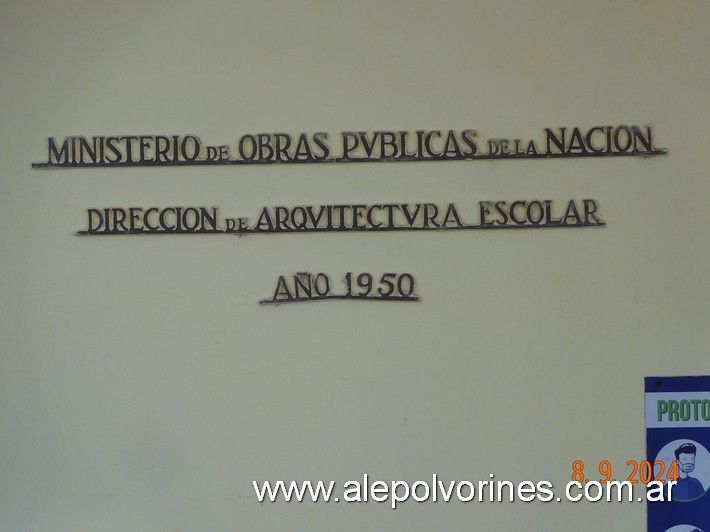 MINISTERIO DE OBRAS PVBLICAS DE LA NACION
DIRECCION DE ARQVITECTVRA ESCOLAR
AÑO 1950
PROTO
8.9.2024
www.alepolvorines.com.ar